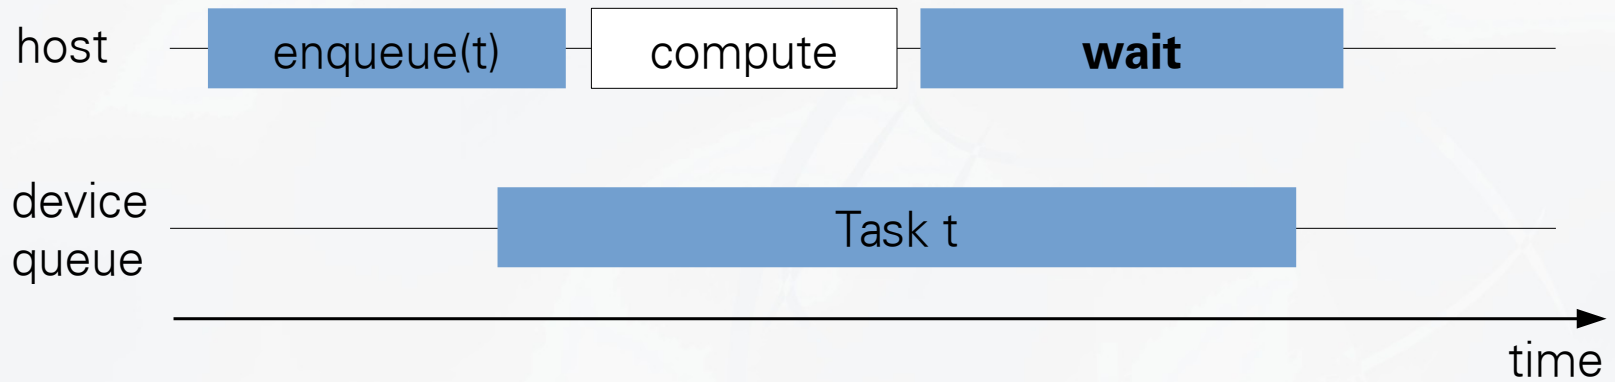 host
enqueue(t)
compute
wait
device
queue
Task t
time